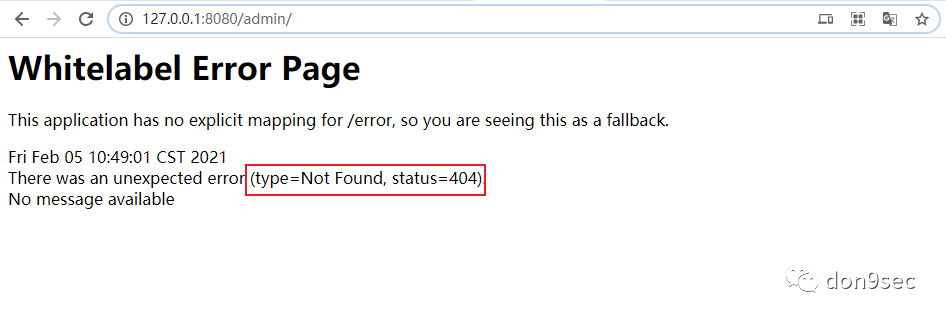 127.0.0.1:8080/admin/
Whitelabel Error Page
This application has no explicit mapping for /error, so you are seeing this as a fallback.
Fri Feb 05 10:49:01 CST 2021
There was an unexpected error (type=Not Found, status=404).
No message available
don9sec